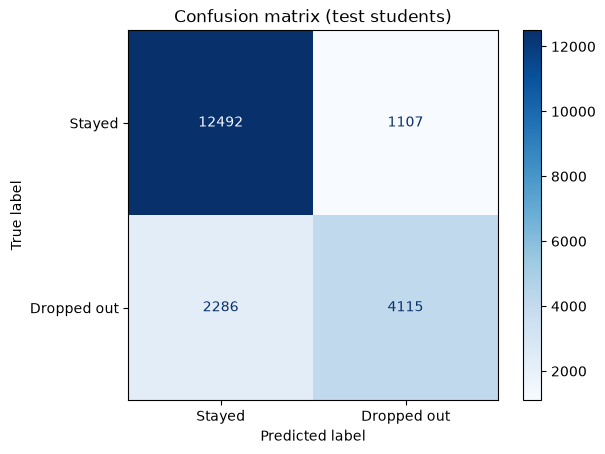 Confusion matrix (test students)
Stayed
12492
1107
Dropped out
2286
4115
Stayed
Dropped out
Predicted label
True label
12000
10000
8000
6000
4000
2000